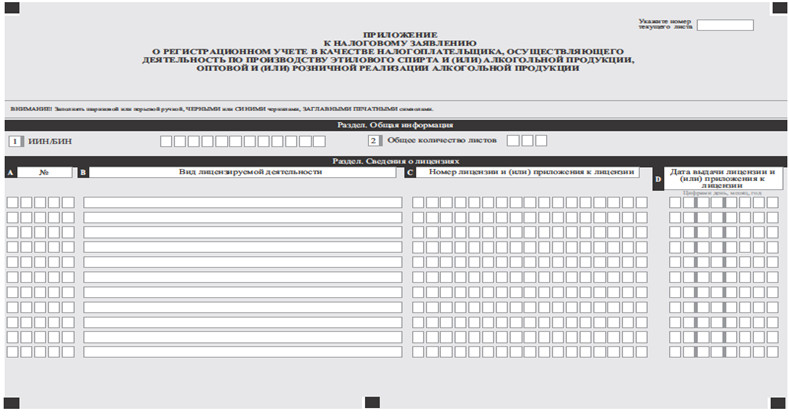 Укажите номер
текущего листа
ПРИЛОЖЕНИЕ
К НАЛОГОВОМУ ЗАЯВЛЕНИЮ
О РЕГИСТРАЦИОННОМ УЧЕТЕ В КАЧЕСТВЕ НАЛОГОПЛАТЕЛЬЩИКА, ОСУЩЕСТВЛЯЮЩЕГО
ДЕЯТЕЛЬНОСТЬ ПО ПРОИЗВОДСТВУ ЭТИЛОВОГО СПИРТА И (ИЛИ) АЛКОГОЛЬНОЙ ПРОДУКЦИИ,
ОПТОВОЙ И (ИЛИ) РОЗНИЧНОЙ РЕАЛИЗАЦИИ АЛКОГОЛЬНОЙ ПРОДУКЦИИ
ВНИМАНИЕ! Заполнять шариковой или перьевой ручкой, ЧЕРНЫМИ или СИНИМИ чернилами, ЗАГЛАВНЫМИ ПЕЧАТНЫМИ символами.
Раздел. Общая информация
1 ИИН/БИН 2 Общее количество листов
Раздел. Сведения о лицензиях
A № B Вид лицензируемой деятельности C Номер лицензии и (или) приложения к лицензии D Дата выдачи лицензии и
(или) приложения к
лицензии
Цифрами день, месяц, год